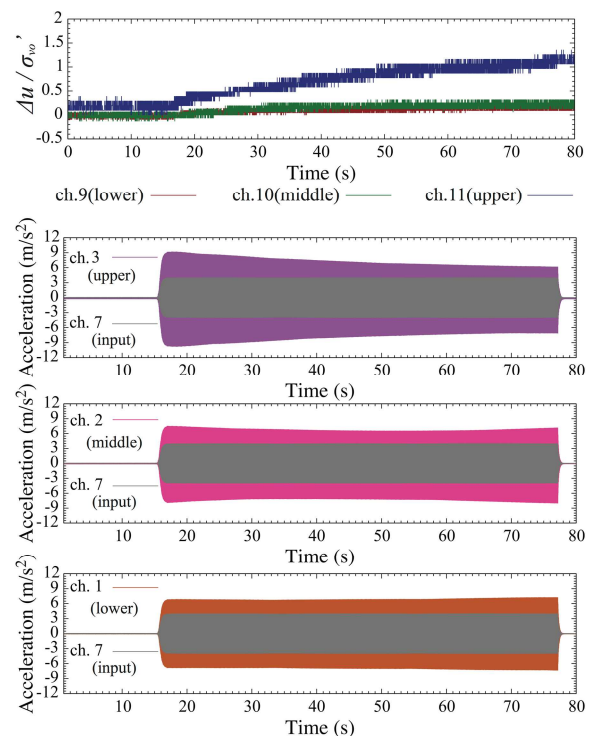 Δu / σvo'
2
1.5
1
0.5
0
-0.5
0 10 20 30 40 50 60 70 80
Time (s)
ch.9(lower) ch.10(middle) ch.11(upper)
Acceleration (m/s²)
12
9
6
3
0
-3
-6
-9
-12
ch. 3
(upper)
ch. 7
(input)
10 20 30 40 50 60 70 80
Time (s)
Acceleration (m/s²)
12
9
6
3
0
-3
-6
-9
-12
ch. 2
(middle)
ch. 7
(input)
10 20 30 40 50 60 70 80
Time (s)
Acceleration (m/s²)
12
9
6
3
0
-3
-6
-9
-12
ch. 1
(lower)
ch. 7
(input)
10 20 30 40 50 60 70 80
Time (s)